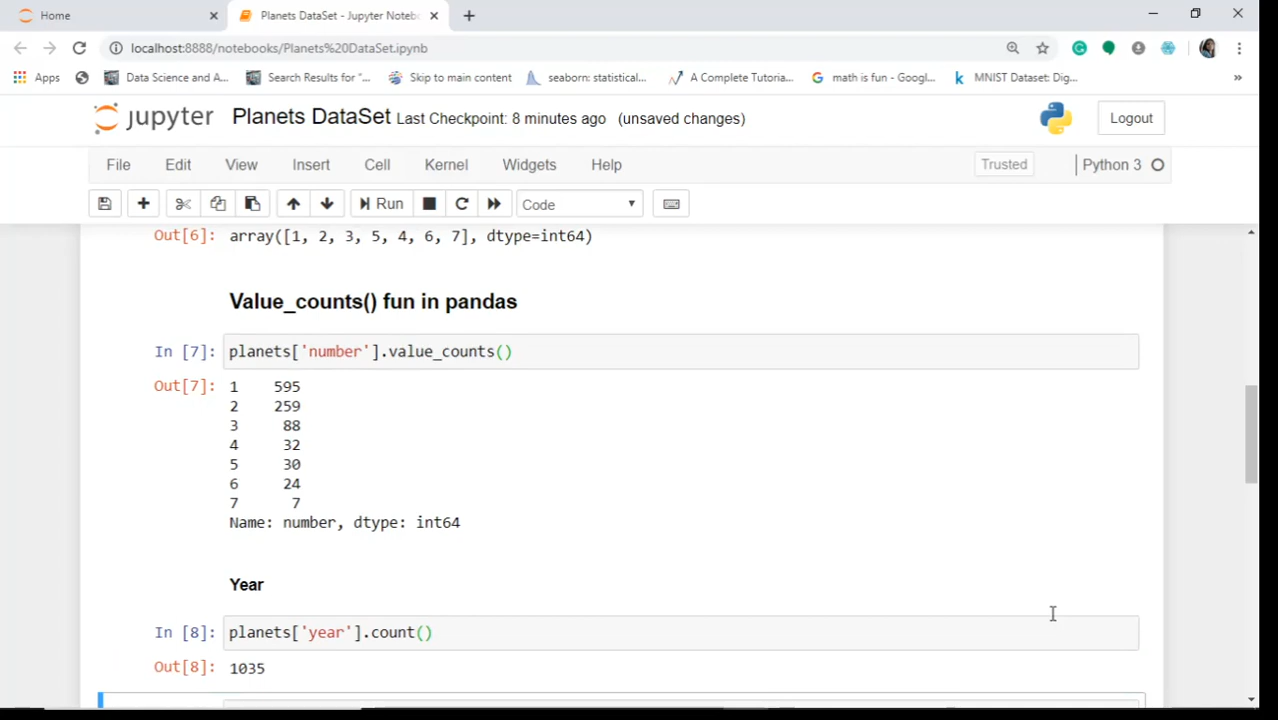 Home
Planets DataSet - Jupyter Noteb
localhost:8888/notebooks/Planets%20DataSet.ipynb
Apps Data Science and A... Search Results for "... Skip to main content seaborn: statistical... A Complete Tutoria... math is fun - Googl... MNIST Dataset: Dig... »
jupyter Planets DataSet Last Checkpoint: 8 minutes ago (unsaved changes) Logout
File Edit View Insert Cell Kernel Widgets Help Trusted Python 3
Run Code
Out[6]: array([1, 2, 3, 5, 4, 6, 7], dtype=int64)
Value_counts() fun in pandas
In [7]: planets['number'].value_counts()
Out[7]: 1 595
2 259
3 88
4 32
5 30
6 24
7 7
Name: number, dtype: int64
Year
In [8]: planets['year'].count()
Out[8]: 1035